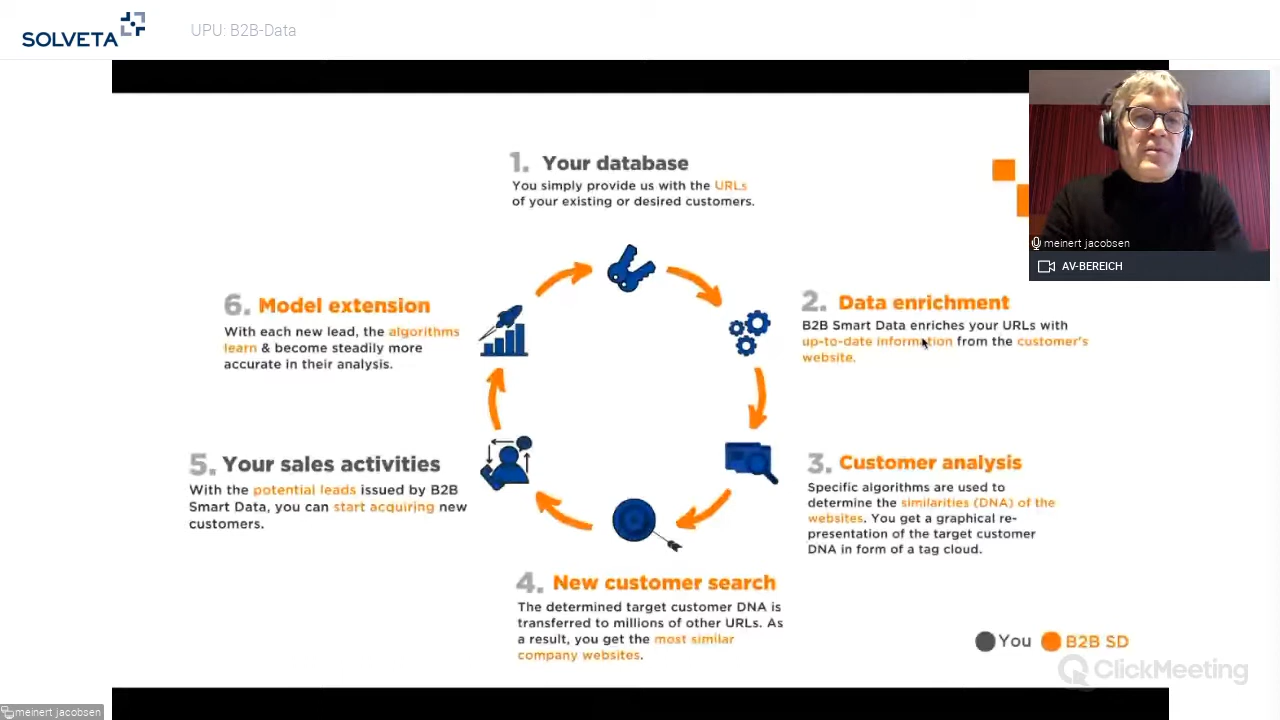 SOLVETA
UPU: B2B-Data
1. Your database
You simply provide us with the URLs
of your existing or desired customers.
meinert jacobsen
AV-BEREICH
2. Data enrichment
B2B Smart Data enriches your URLs with
up-to-date information from the customer's
website.
6. Model extension
With each new lead, the algorithms
learn & become steadily more
accurate in their analysis.
3. Customer analysis
Specific algorithms are used to
determine the similarities (DNA) of the
websites. You get a graphical re-
presentation of the target customer
DNA in form of a tag cloud.
5. Your sales activities
With the potential leads issued by B2B
Smart Data, you can start acquiring new
customers.
4. New customer search
The determined target customer DNA is
transferred to millions of other URLs. As
a result, you get the most similar
company websites.
You B2B SD
ClickMeeting
meinert jacobsen